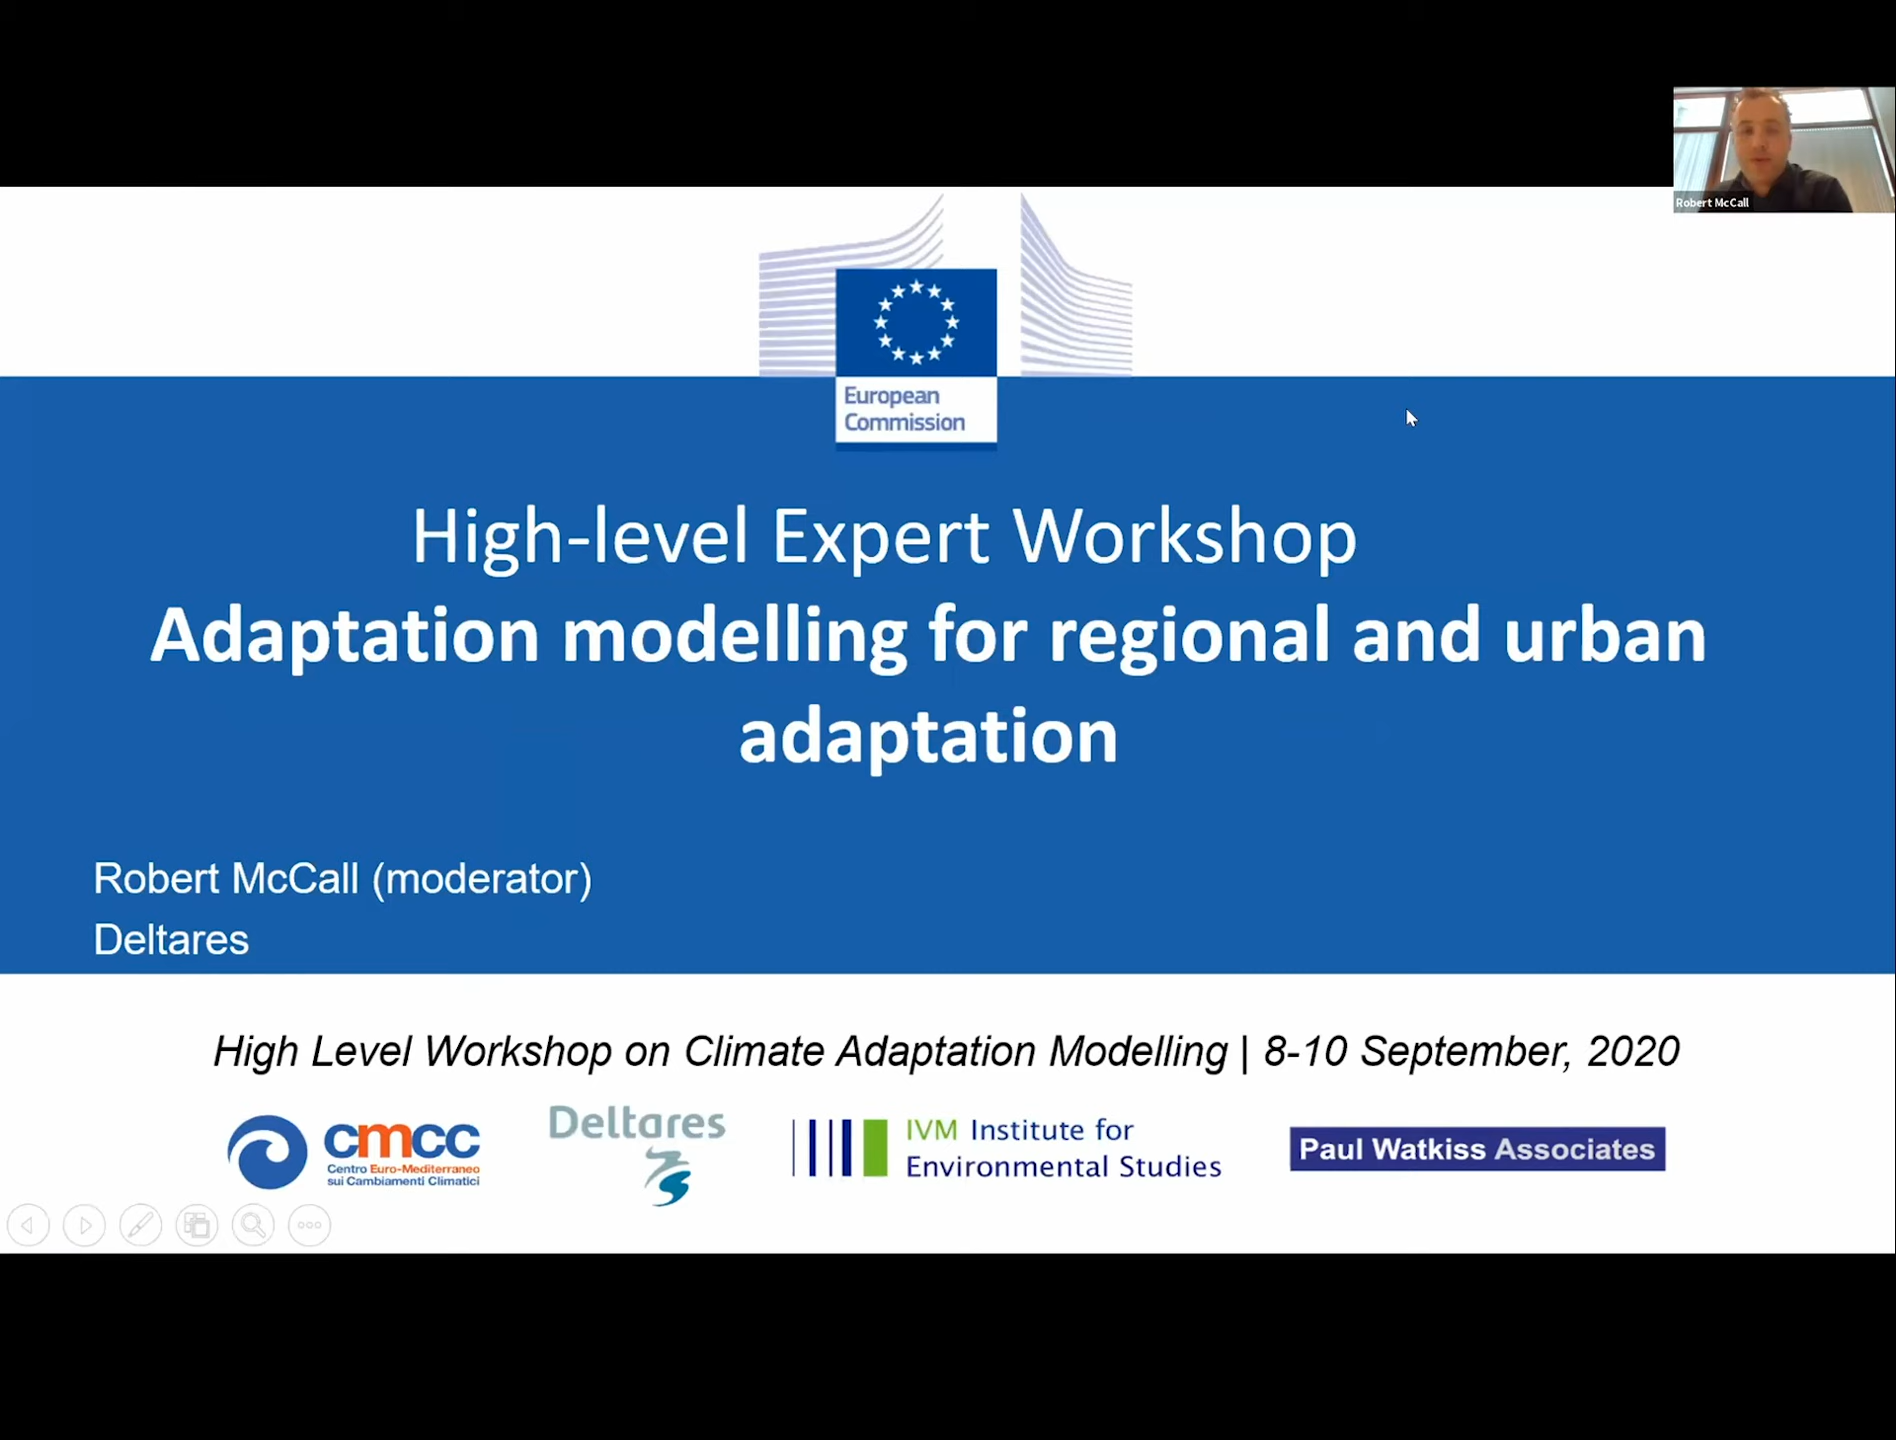 Robert McCall
European
Commission
High-level Expert Workshop
Adaptation modelling for regional and urban
adaptation
Robert McCall (moderator)
Deltares
High Level Workshop on Climate Adaptation Modelling | 8-10 September, 2020
cmcc
Centro Euro-Mediterraneo
sui Cambiamenti Climatici
Deltares
IVM Institute for
Environmental Studies
Paul Watkiss Associates